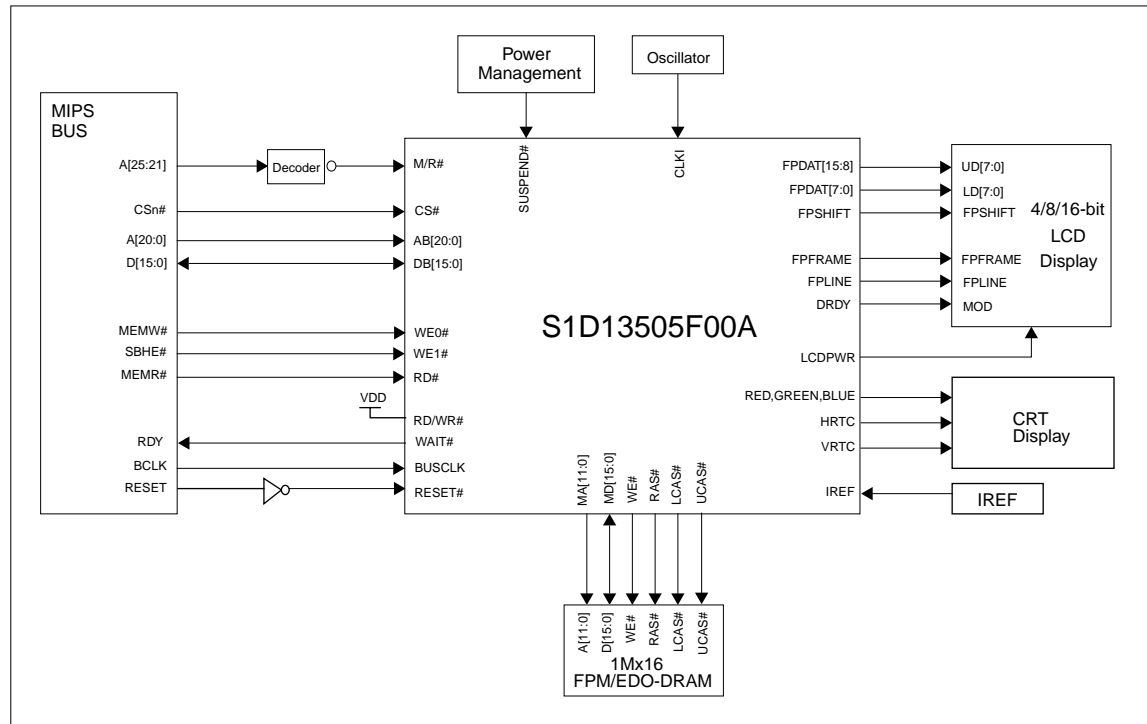 Power
Management
Oscillator
MIPS
BUS
A[25:21]
Decoder
M/R#
SUSPEND#
CLKI
FPDAT[15:8]
UD[7:0]
FPDAT[7:0]
LD[7:0]
CSn#
CS#
FPSHIFT
FPSHIFT
4/8/16-bit
LCD
Display
A[20:0]
AB[20:0]
D[15:0]
DB[15:0]
FPFRAME
FPFRAME
FPLINE
FPLINE
DRDY
MOD
S1D13505F00A
MEMW#
WE0#
SBHE#
WE1#
LCDPWR
MEMR#
RD#
VDD
RD/WR#
RED,GREEN,BLUE
HRTC
VRTC
CRT
Display
RDY
WAIT#
BCLK
BUSCLK
RESET
RESET#
IREF
IREF
MA[11:0]
MD[15:0]
WE#
RAS#
LCAS#
UCAS#
A[11:0]
D[15:0]
WE#
RAS#
LCAS#
UCAS#
1Mx16
FPM/EDO-DRAM